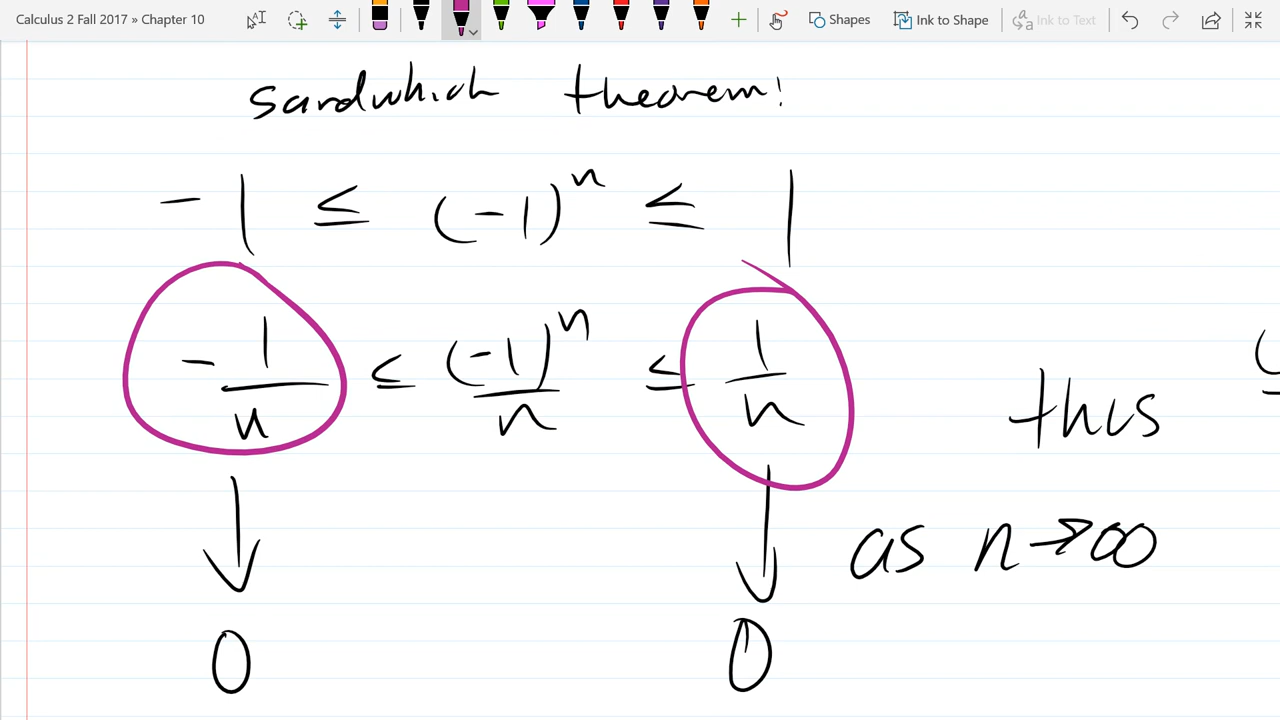 Calculus 2 Fall 2017 » Chapter 10
Shapes
Ink to Shape
Ink to Text
sandwhich theorem!
-1 ≤ (-1)^n ≤ 1
-1/n ≤ (-1)^n/n ≤ 1/n
thus
as n→∞
0 0